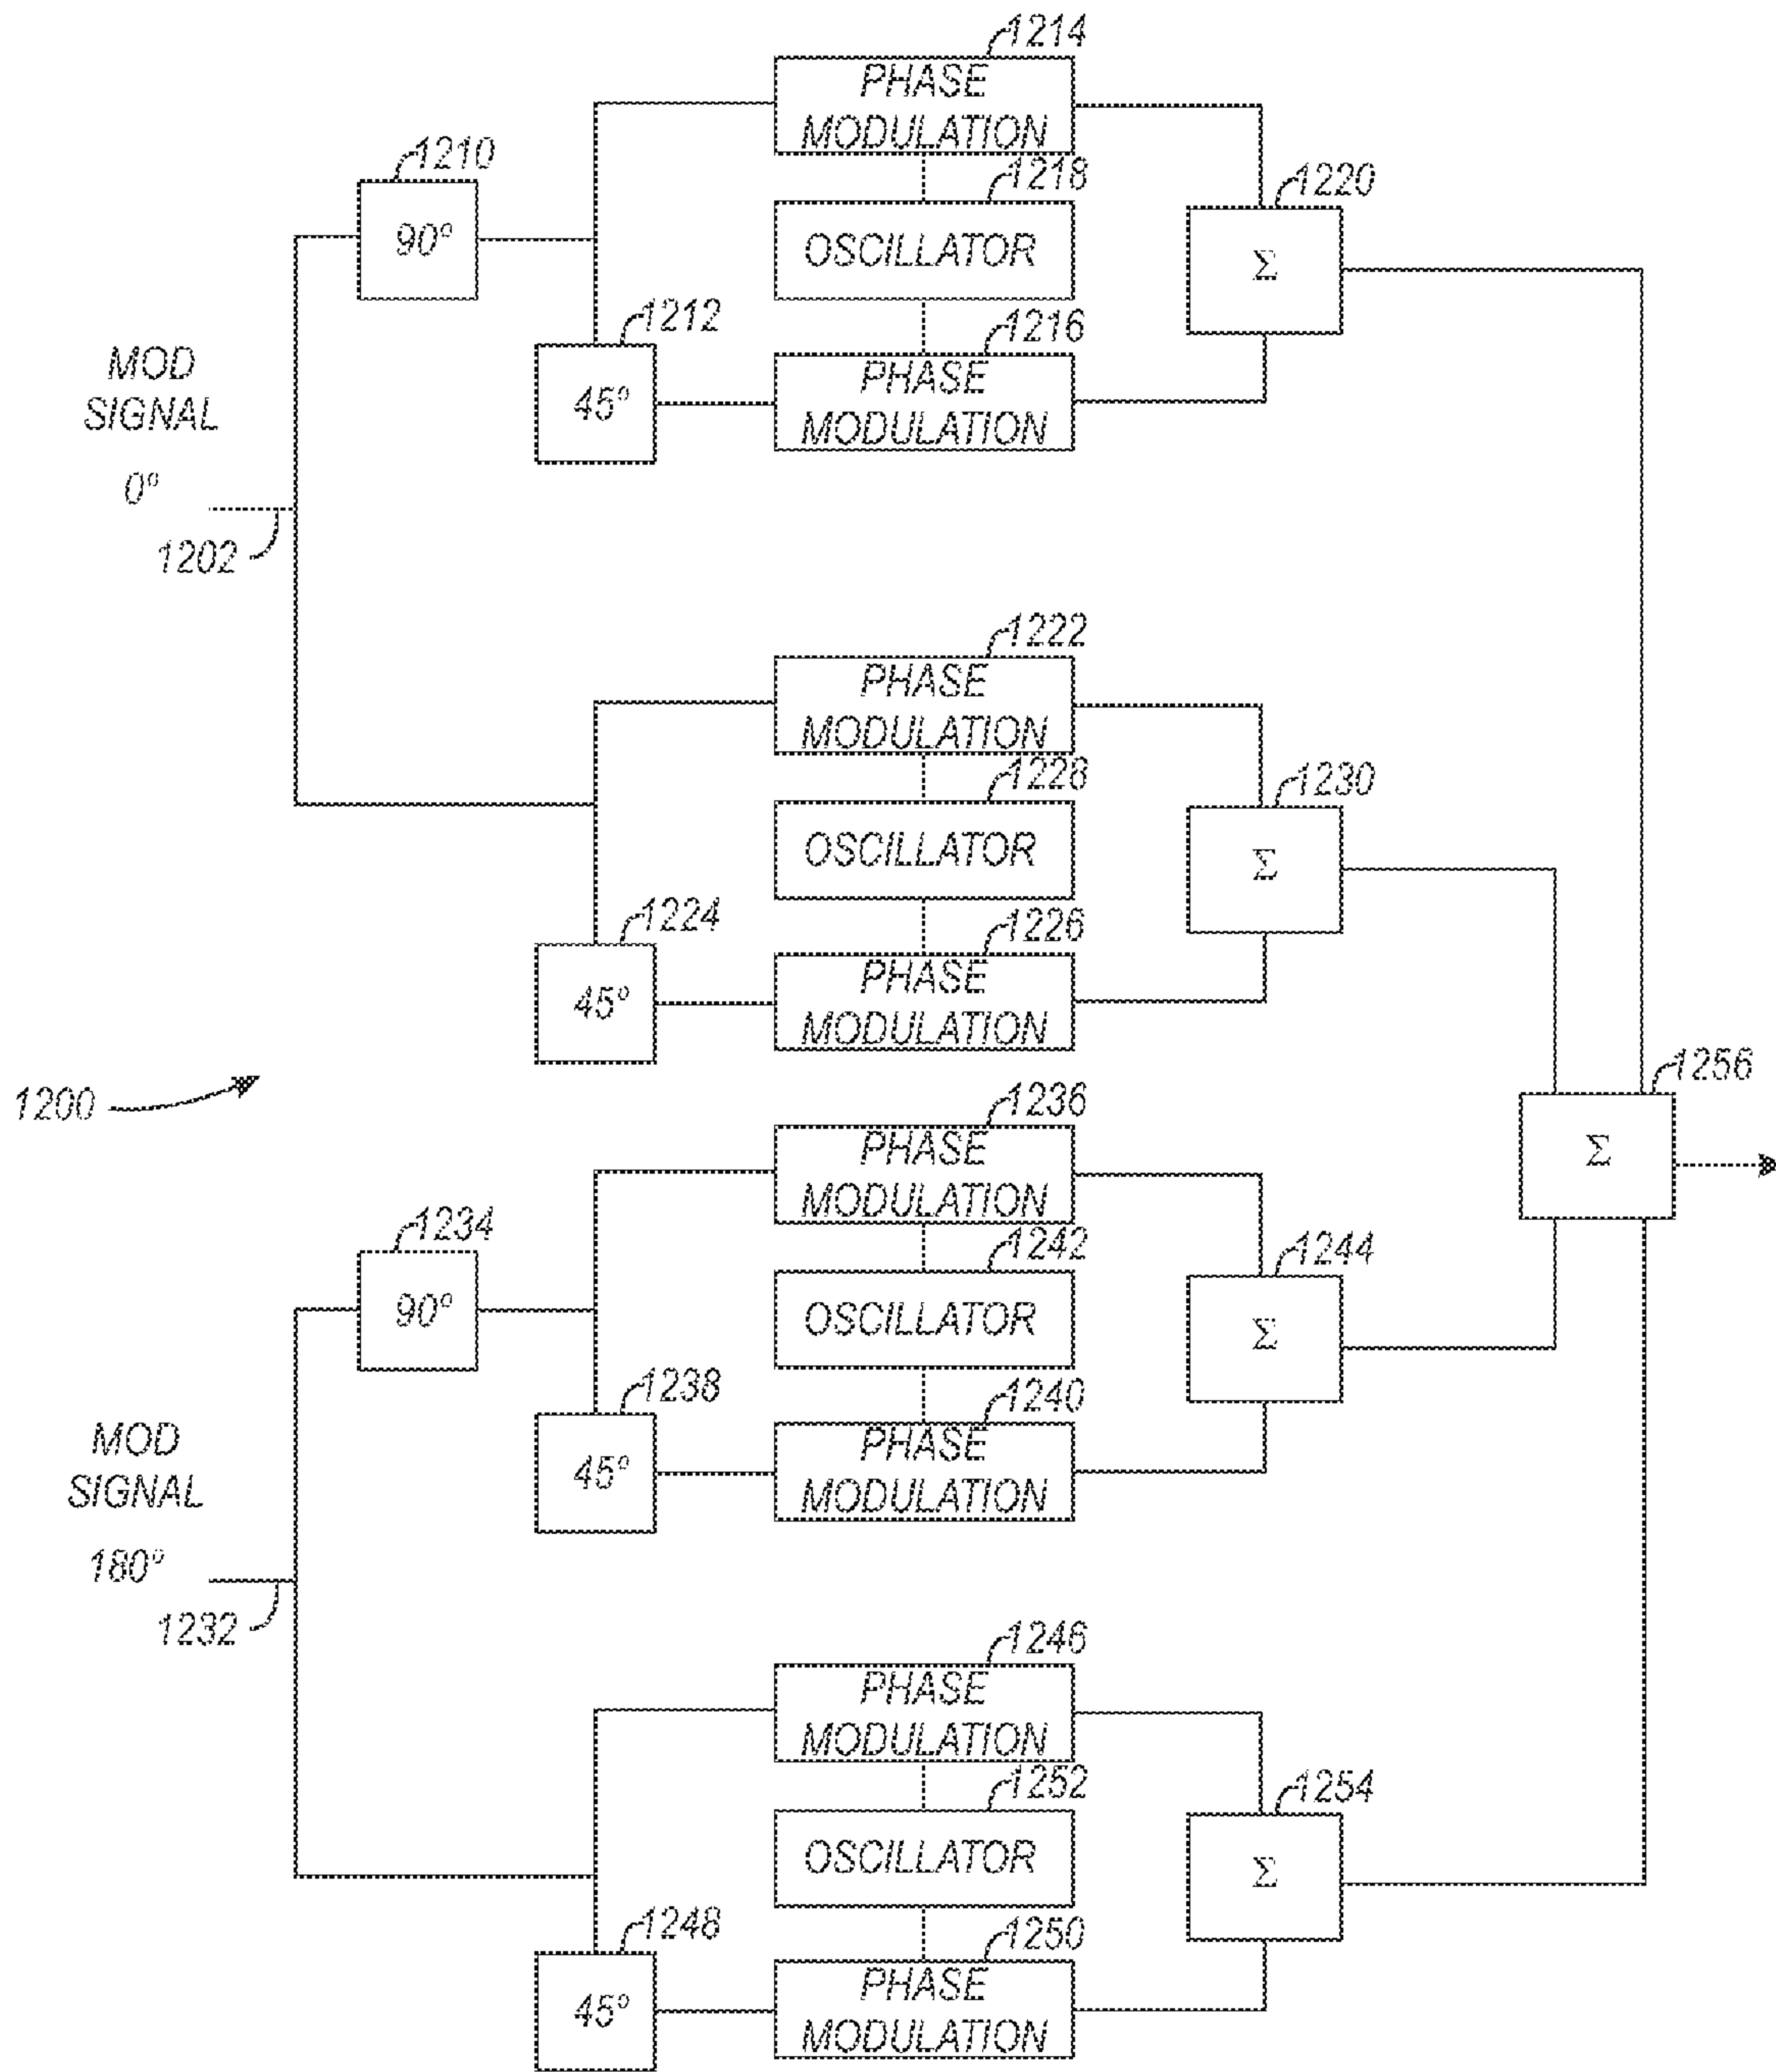 1214
PHASE
MODULATION
1210
90°
1218
OSCILLATOR
1220
Σ
1212
45°
1216
PHASE
MODULATION
MOD
SIGNAL
0°
1202
1222
PHASE
MODULATION
1228
OSCILLATOR
1230
Σ
1224
45°
1226
PHASE
MODULATION
1200
1256
Σ
1236
PHASE
MODULATION
1234
90°
1242
OSCILLATOR
1244
Σ
1238
45°
1240
PHASE
MODULATION
MOD
SIGNAL
180°
1232
1246
PHASE
MODULATION
1252
OSCILLATOR
1254
Σ
1248
45°
1250
PHASE
MODULATION